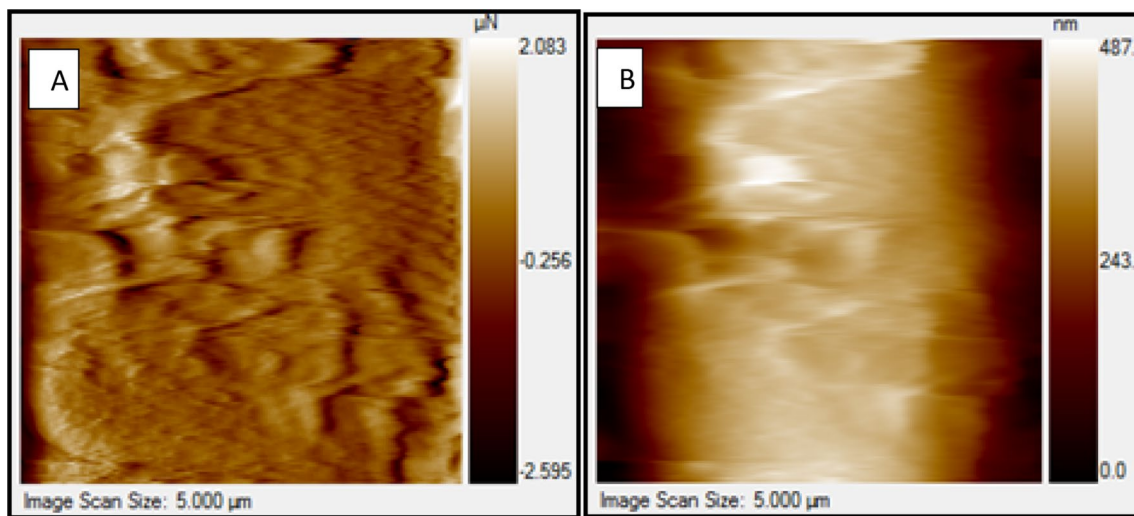 A
µN
2.083
-0.256
-2.595
Image Scan Size: 5.000 µm
B
nm
487.
243.
0.0
Image Scan Size: 5.000 µm